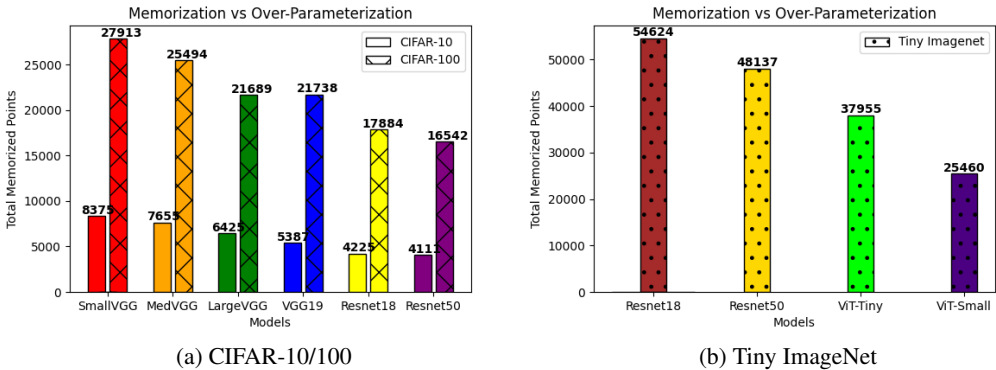 Memorization vs Over-Parameterization
Total Memorized Points
25000
20000
15000
10000
5000
0
27913
25494
21689
21738
17884
16542
8375
7655
6425
5387
4225
4111
CIFAR-10
CIFAR-100
SmallVGG MedVGG LargeVGG VGG19 Resnet18 Resnet50
Models
(a) CIFAR-10/100
Memorization vs Over-Parameterization
Total Memorized Points
50000
40000
30000
20000
10000
0
54624
48137
37955
25460
Tiny Imagenet
Resnet18 Resnet50 ViT-Tiny ViT-Small
Models
(b) Tiny ImageNet